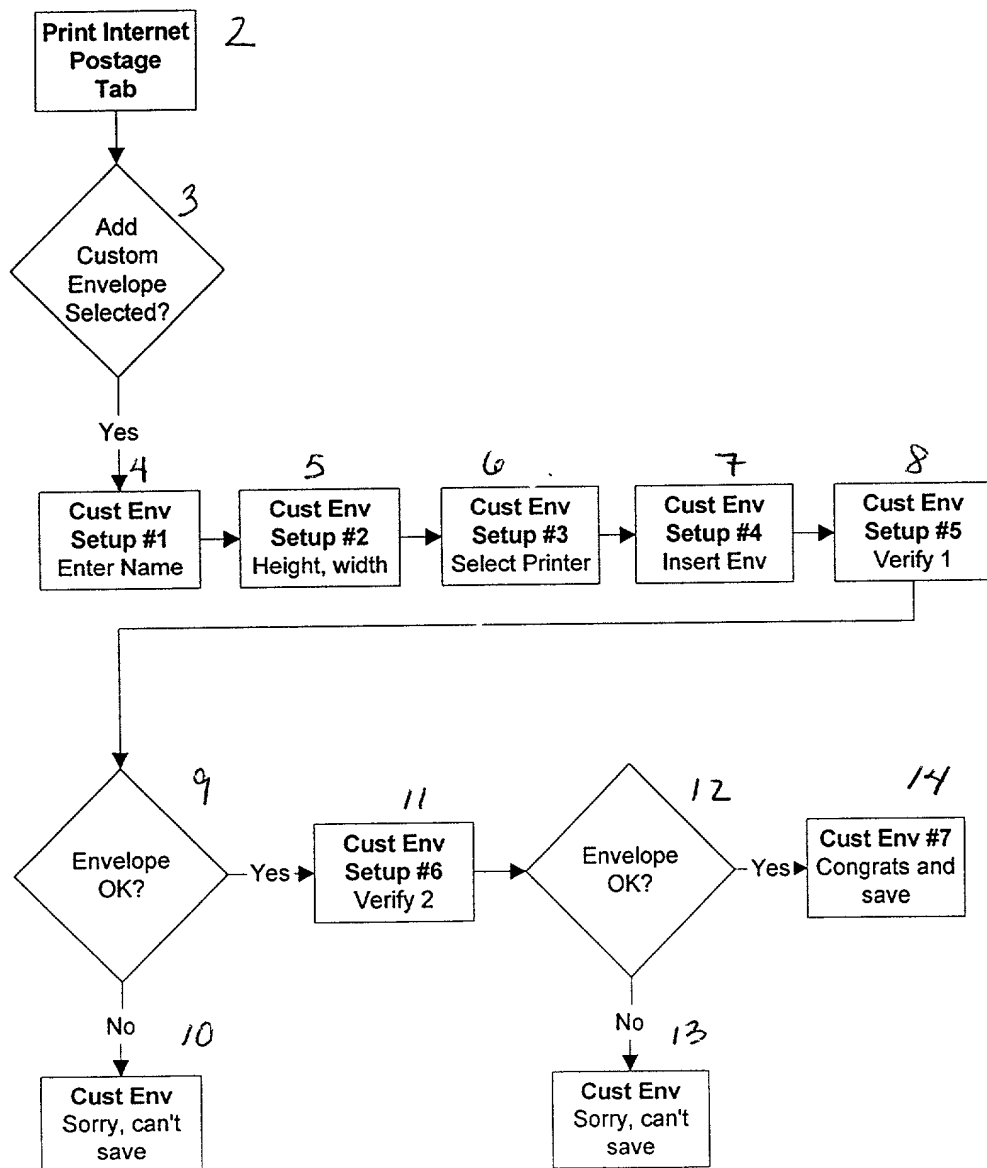 Print Internet
Postage
Tab
2
3
Add
Custom
Envelope
Selected?
Yes
4
Cust Env
Setup #1
Enter Name
5
Cust Env
Setup #2
Height, width
6
Cust Env
Setup #3
Select Printer
7
Cust Env
Setup #4
Insert Env
8
Cust Env
Setup #5
Verify 1
9
Envelope
OK?
Yes
11
Cust Env
Setup #6
Verify 2
12
Envelope
OK?
Yes
14
Cust Env #7
Congrats and
save
No
10
Cust Env
Sorry, can't
save
No
13
Cust Env
Sorry, can't
save